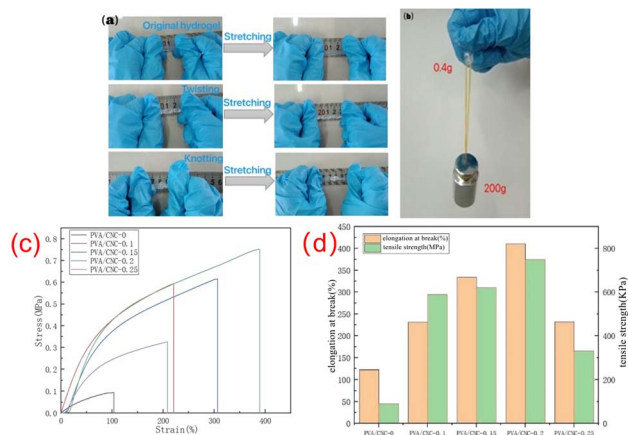 (a)
Original hydrogel
Stretching
Twisting
Stretching
Knotting
Stretching
(b)
0.4g
200g
(c)
PVA/CNC-0
PVA/CNC-0.1
PVA/CNC-0.15
PVA/CNC-0.2
PVA/CNC-0.25
Stress(MPa)
0.8
0.7
0.6
0.5
0.4
0.3
0.2
0.1
0.0
0 100 200 300 400
Strain(%)
(d)
elongation at break(%)
tensile strength(MPa)
elongation at break(%)
450
400
350
300
250
200
150
100
50
0
800
600
400
200
0
tensile strength(KPa)
PVA/CNC-0 PVA/CNC-0.1 PVA/CNC-0.15 PVA/CNC-0.2 PVA/CNC-0.25